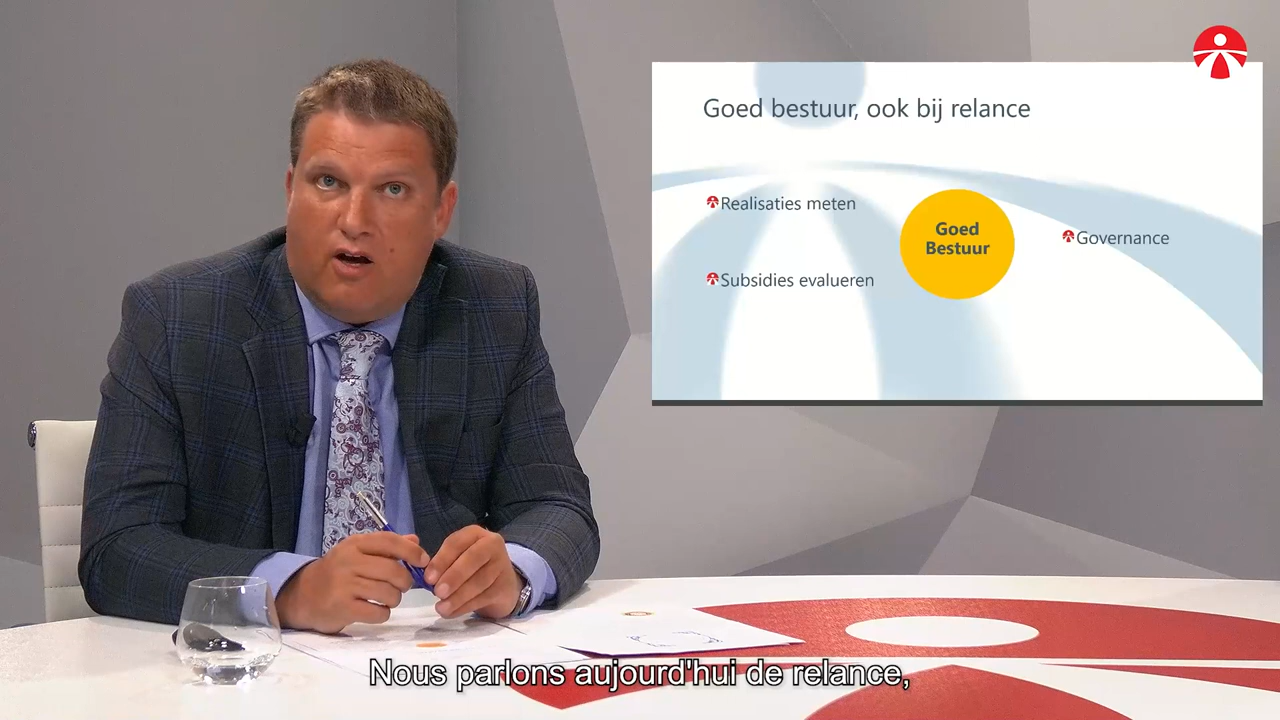 Goed bestuur, ook bij relance
Realisaties meten
Goed
Bestuur
Governance
Subsidies evalueren
Nous parlons aujourd'hui de relance,